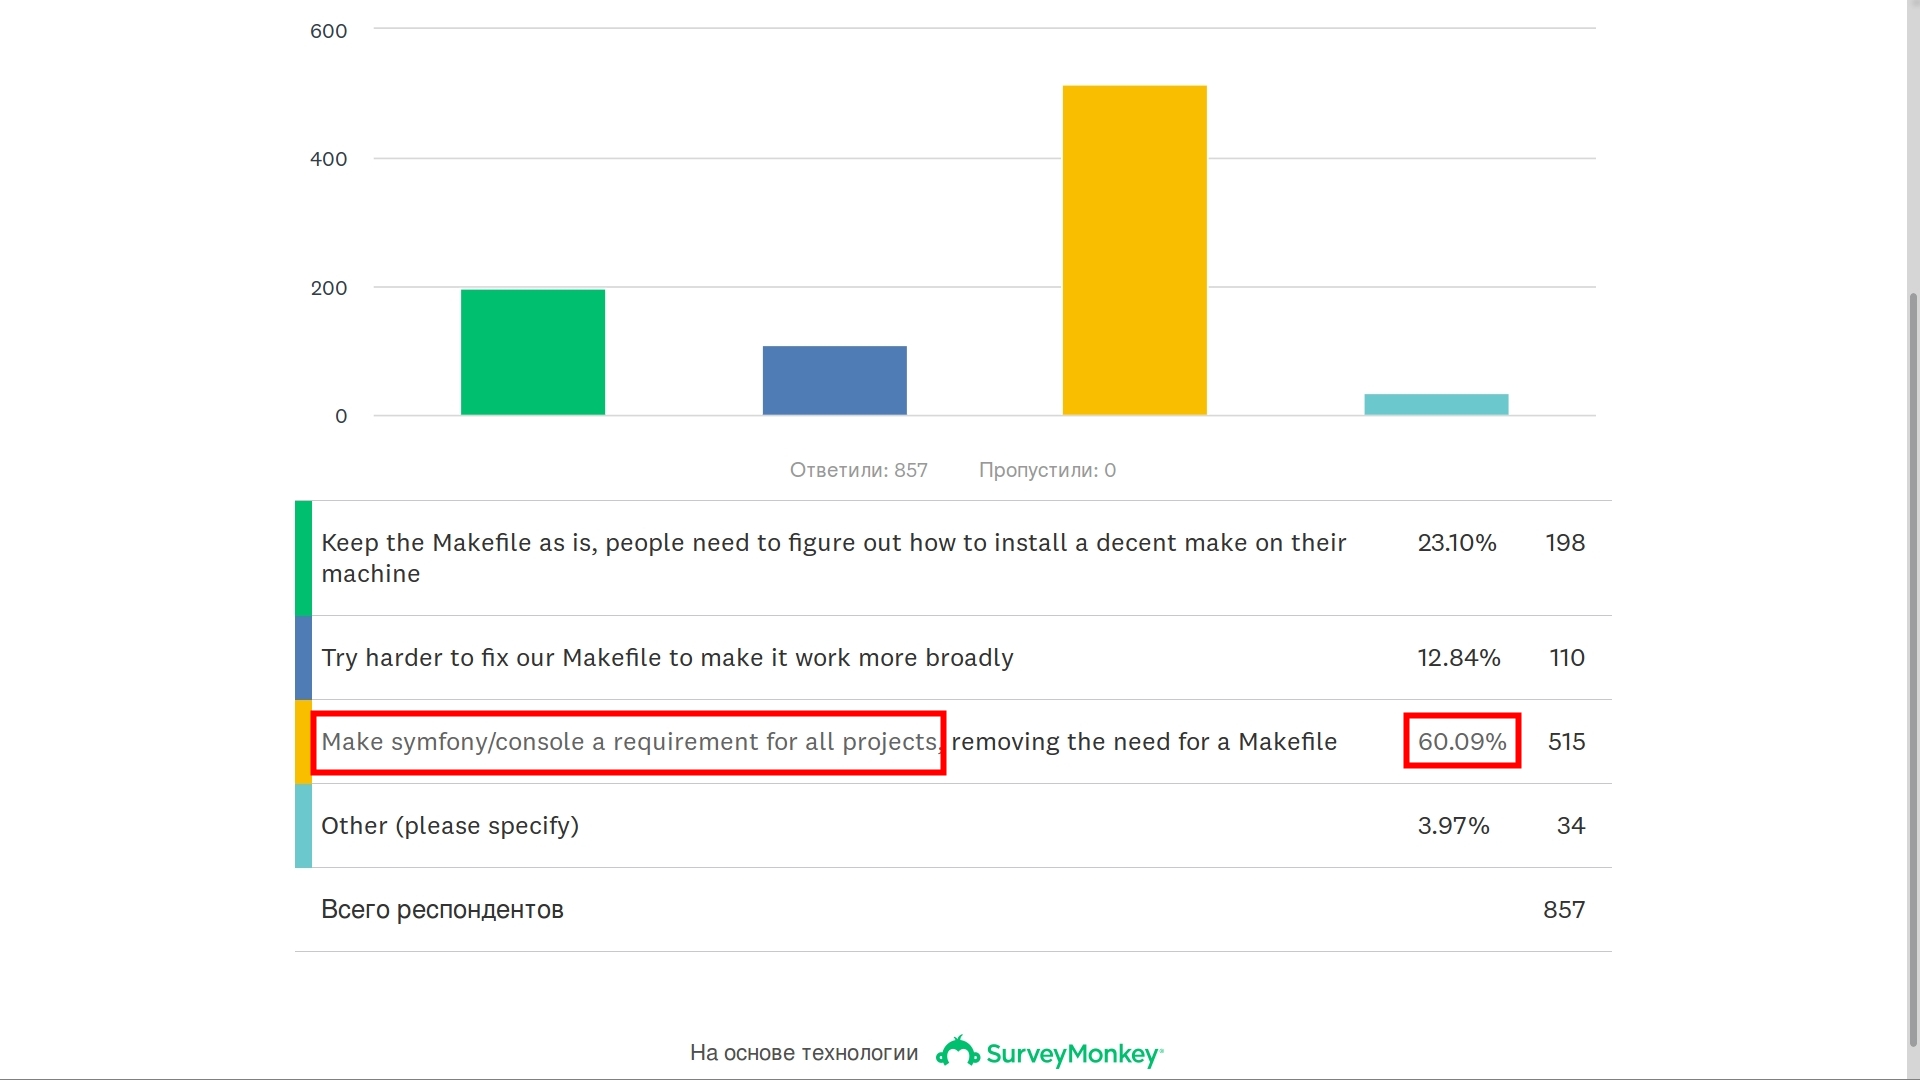 600
400
200
0
Ответили: 857 Пропустили: 0
Keep the Makefile as is, people need to figure out how to install a decent make on their 23.10% 198
machine
Try harder to fix our Makefile to make it work more broadly 12.84% 110
Make symfony/console a requirement for all projects, removing the need for a Makefile 60.09% 515
Other (please specify) 3.97% 34
Всего респондентов 857
На основе технологии SurveyMonkey